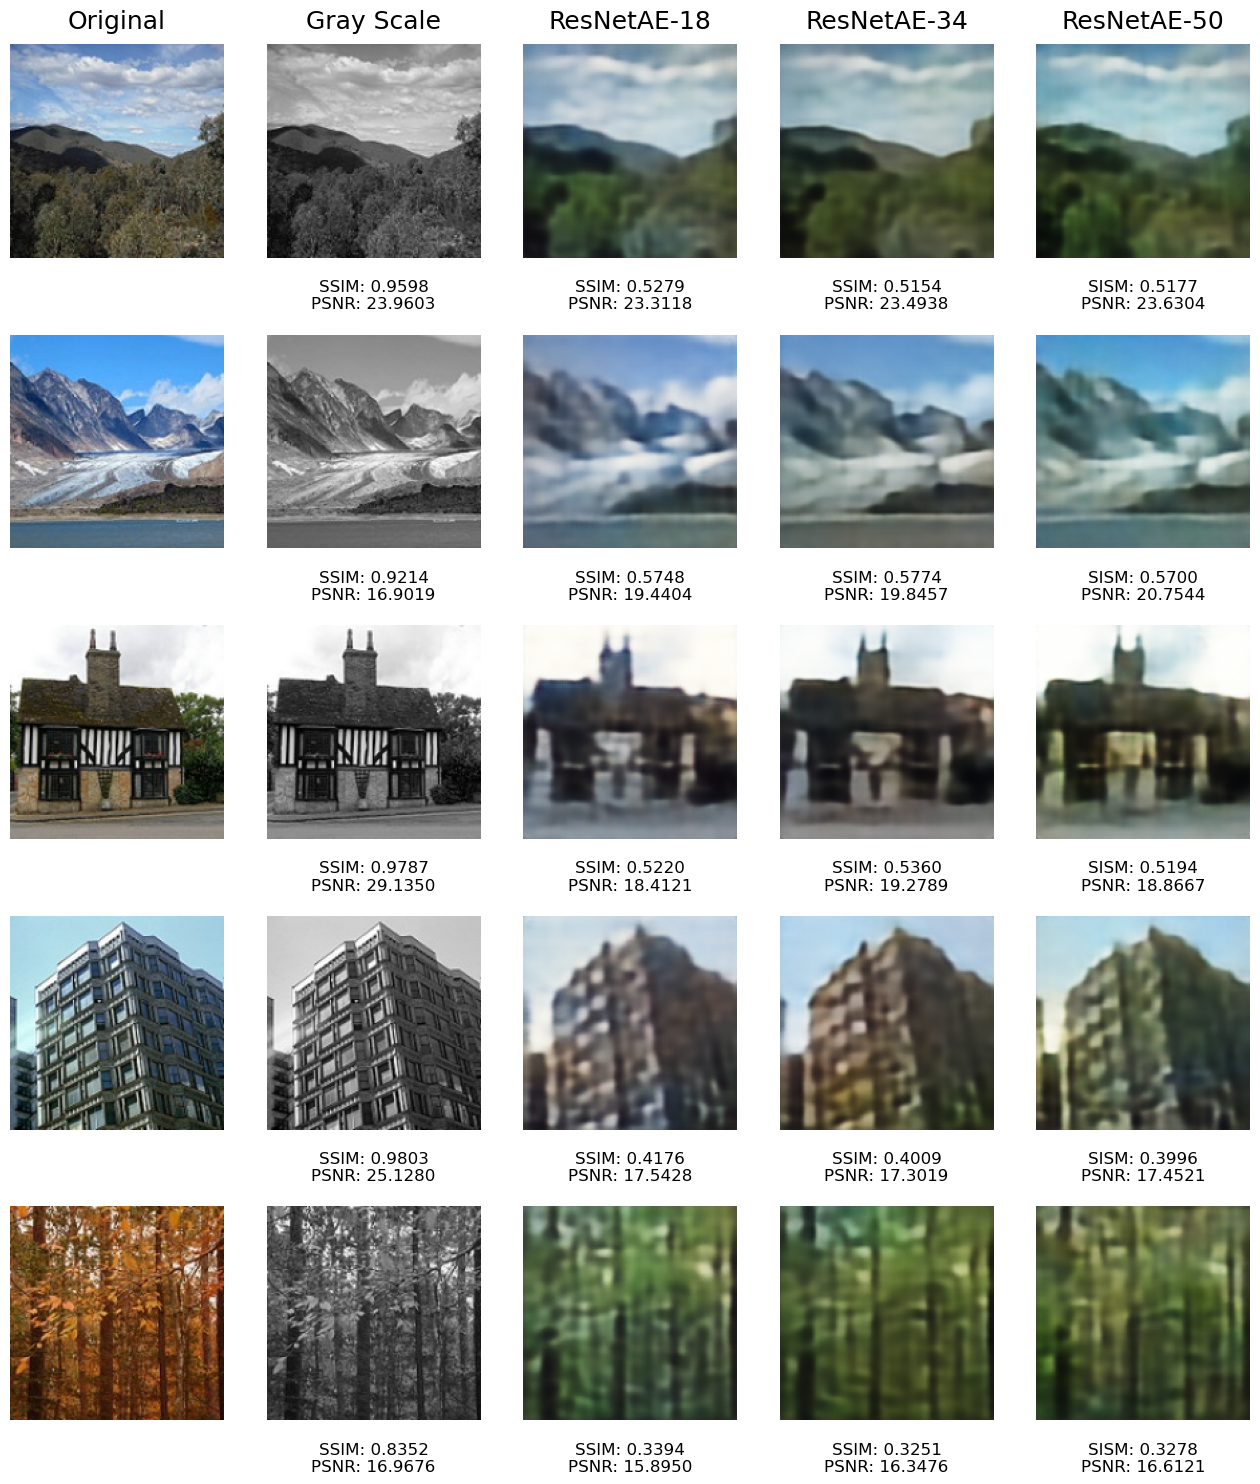 Original Gray Scale ResNetAE-18 ResNetAE-34 ResNetAE-50
SSIM: 0.9598 SSIM: 0.5279 SSIM: 0.5154 SISM: 0.5177
PSNR: 23.9603 PSNR: 23.3118 PSNR: 23.4938 PSNR: 23.6304
SSIM: 0.9214 SSIM: 0.5748 SSIM: 0.5774 SISM: 0.5700
PSNR: 16.9019 PSNR: 19.4404 PSNR: 19.8457 PSNR: 20.7544
SSIM: 0.9787 SSIM: 0.5220 SSIM: 0.5360 SISM: 0.5194
PSNR: 29.1350 PSNR: 18.4121 PSNR: 19.2789 PSNR: 18.8667
SSIM: 0.9803 SSIM: 0.4176 SSIM: 0.4009 SISM: 0.3996
PSNR: 25.1280 PSNR: 17.5428 PSNR: 17.3019 PSNR: 17.4521
SSIM: 0.8352 SSIM: 0.3394 SSIM: 0.3251 SISM: 0.3278
PSNR: 16.9676 PSNR: 15.8950 PSNR: 16.3476 PSNR: 16.6121